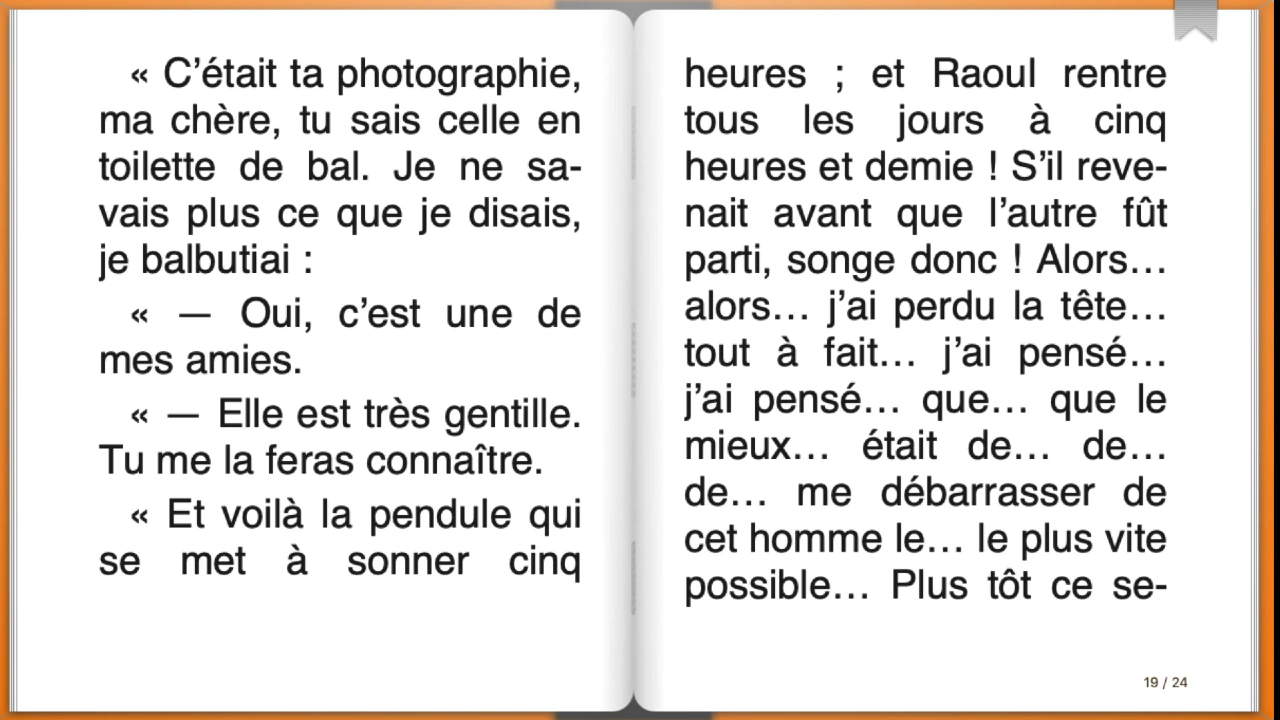 « C’était ta photographie,
ma chère, tu sais celle en
toilette de bal. Je ne sa-
vais plus ce que je disais,
je balbutiai :
« — Oui, c’est une de
mes amies.
« — Elle est très gentille.
Tu me la feras connaître.
« Et voilà la pendule qui
se met à sonner cinq
heures ; et Raoul rentre
tous les jours à cinq
heures et demie ! S’il reve-
nait avant que l’autre fût
parti, songe donc ! Alors…
alors… j’ai perdu la tête…
tout à fait… j’ai pensé…
j’ai pensé… que… que le
mieux… était de… de…
de… me débarrasser de
cet homme le… le plus vite
possible… Plus tôt ce se-
19 / 24